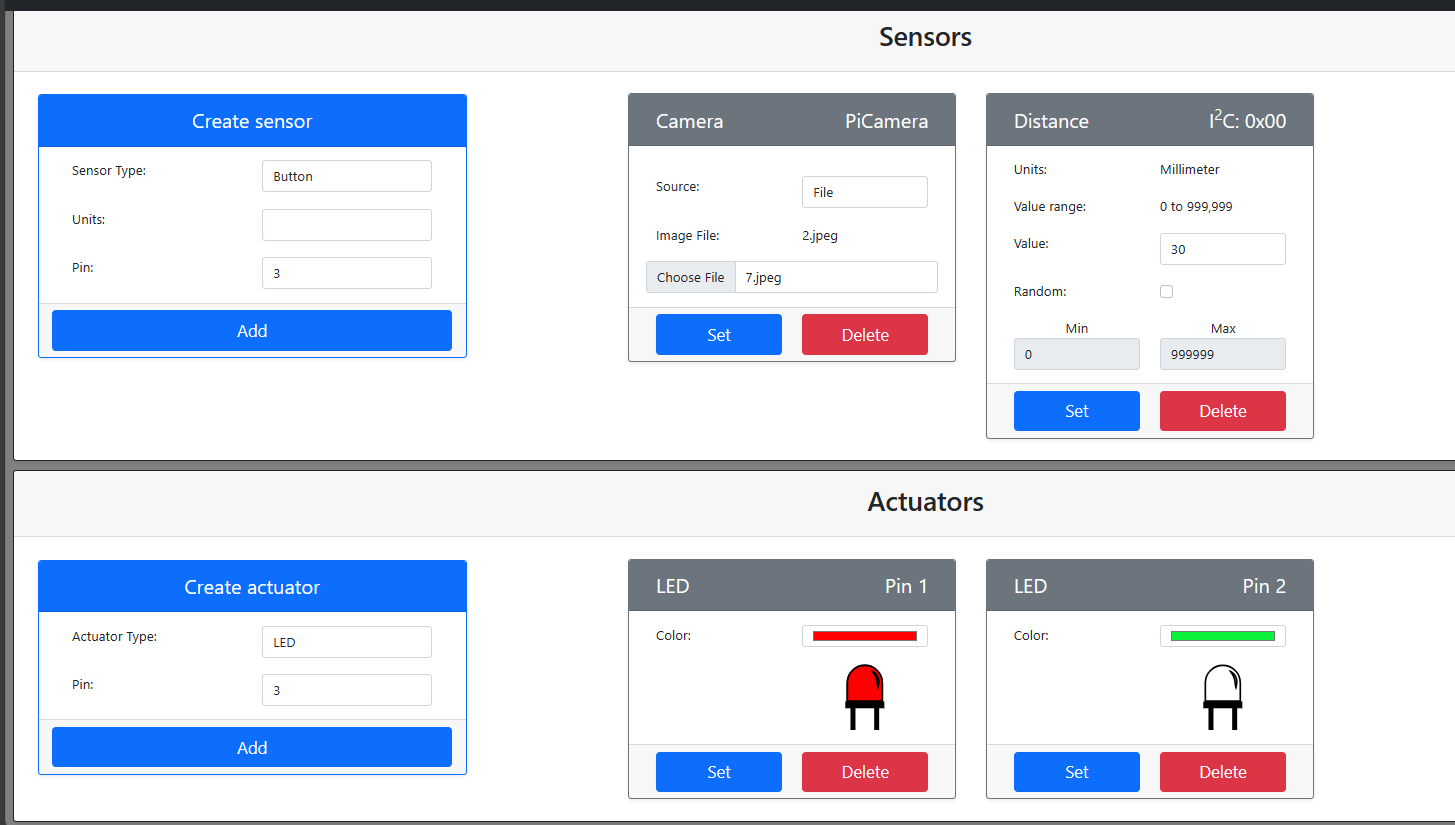 Sensors
Create sensor
Sensor Type: Button
Units:
Pin: 3
Add
Camera PiCamera
Source: File
Image File: 2.jpeg
Choose File 7.jpeg
Set Delete
Distance I²C: 0x00
Units: Millimeter
Value range: 0 to 999,999
Value: 30
Random:
Min Max
0 999999
Set Delete
Actuators
Create actuator
Actuator Type: LED
Pin: 3
Add
LED Pin 1
Color:
Set Delete
LED Pin 2
Color:
Set Delete